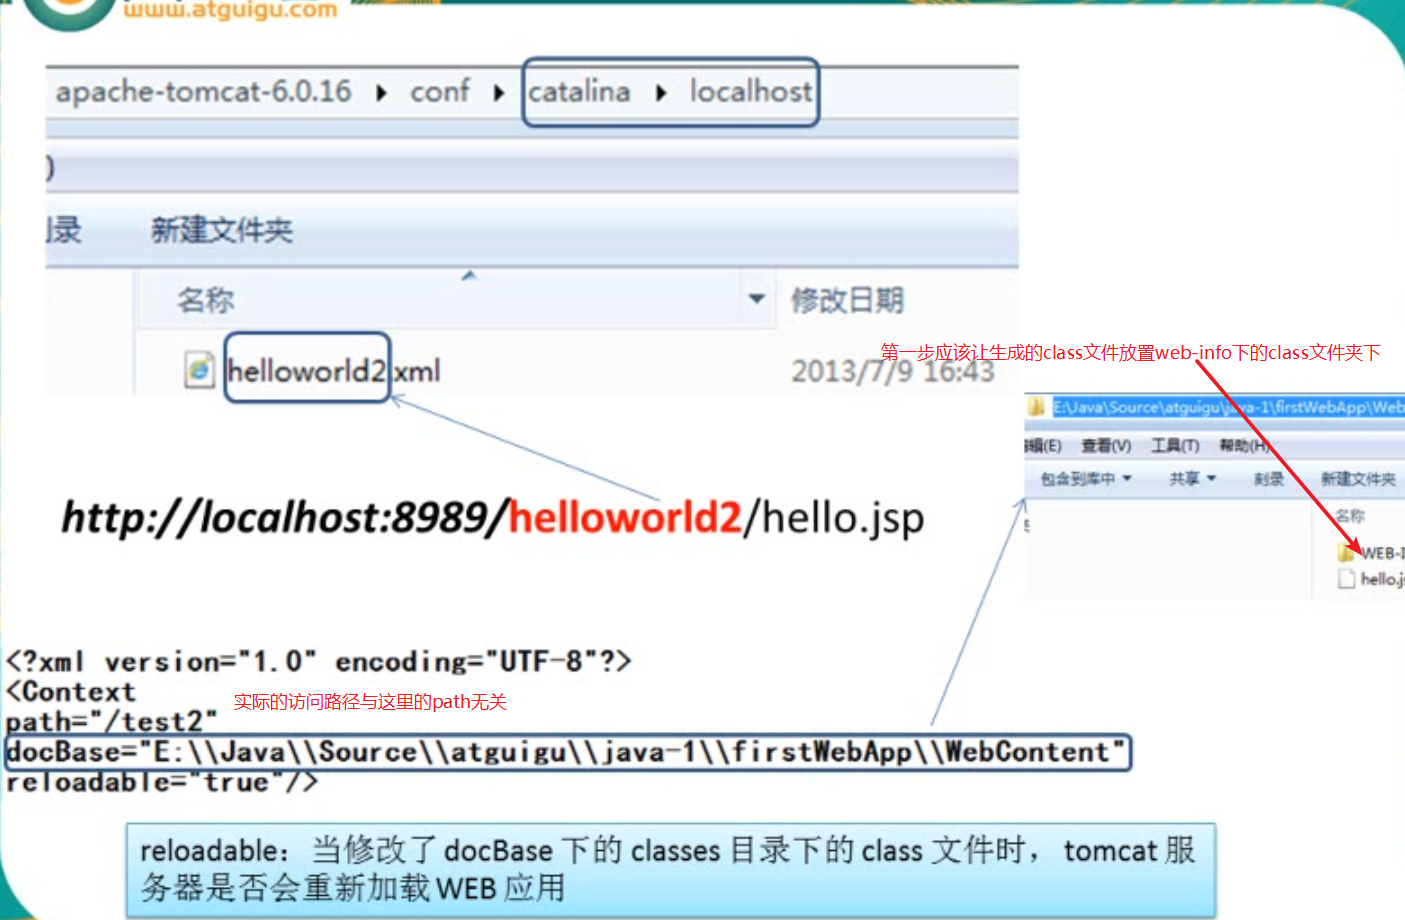 www.atguigu.com
apache-tomcat-6.0.16 conf catalina localhost
刻录 新建文件夹
名称 修改日期
helloworld2.xml 2013/7/9 16:43
第一步应该让生成的class文件放置web-info下的class文件夹下
E:\Java\Source\atguigu\java-1\firstWebApp\Web
编辑(E) 查看(V) 工具(T) 帮助(H)
包含到库中 共享 刻录 新建文件夹
名称
WEB-I
hello.j
http://localhost:8989/helloworld2/hello.jsp
<?xml version="1.0" encoding="UTF-8"?>
<Context
实际的访问路径与这里的path无关
path="/test2"
docBase="E:\\Java\\Source\\atguigu\\java-1\\firstWebApp\\WebContent"
reloadable="true"/>
reloadable：当修改了 docBase 下的 classes 目录下的 class 文件时，tomcat 服
务器是否会重新加载 WEB 应用